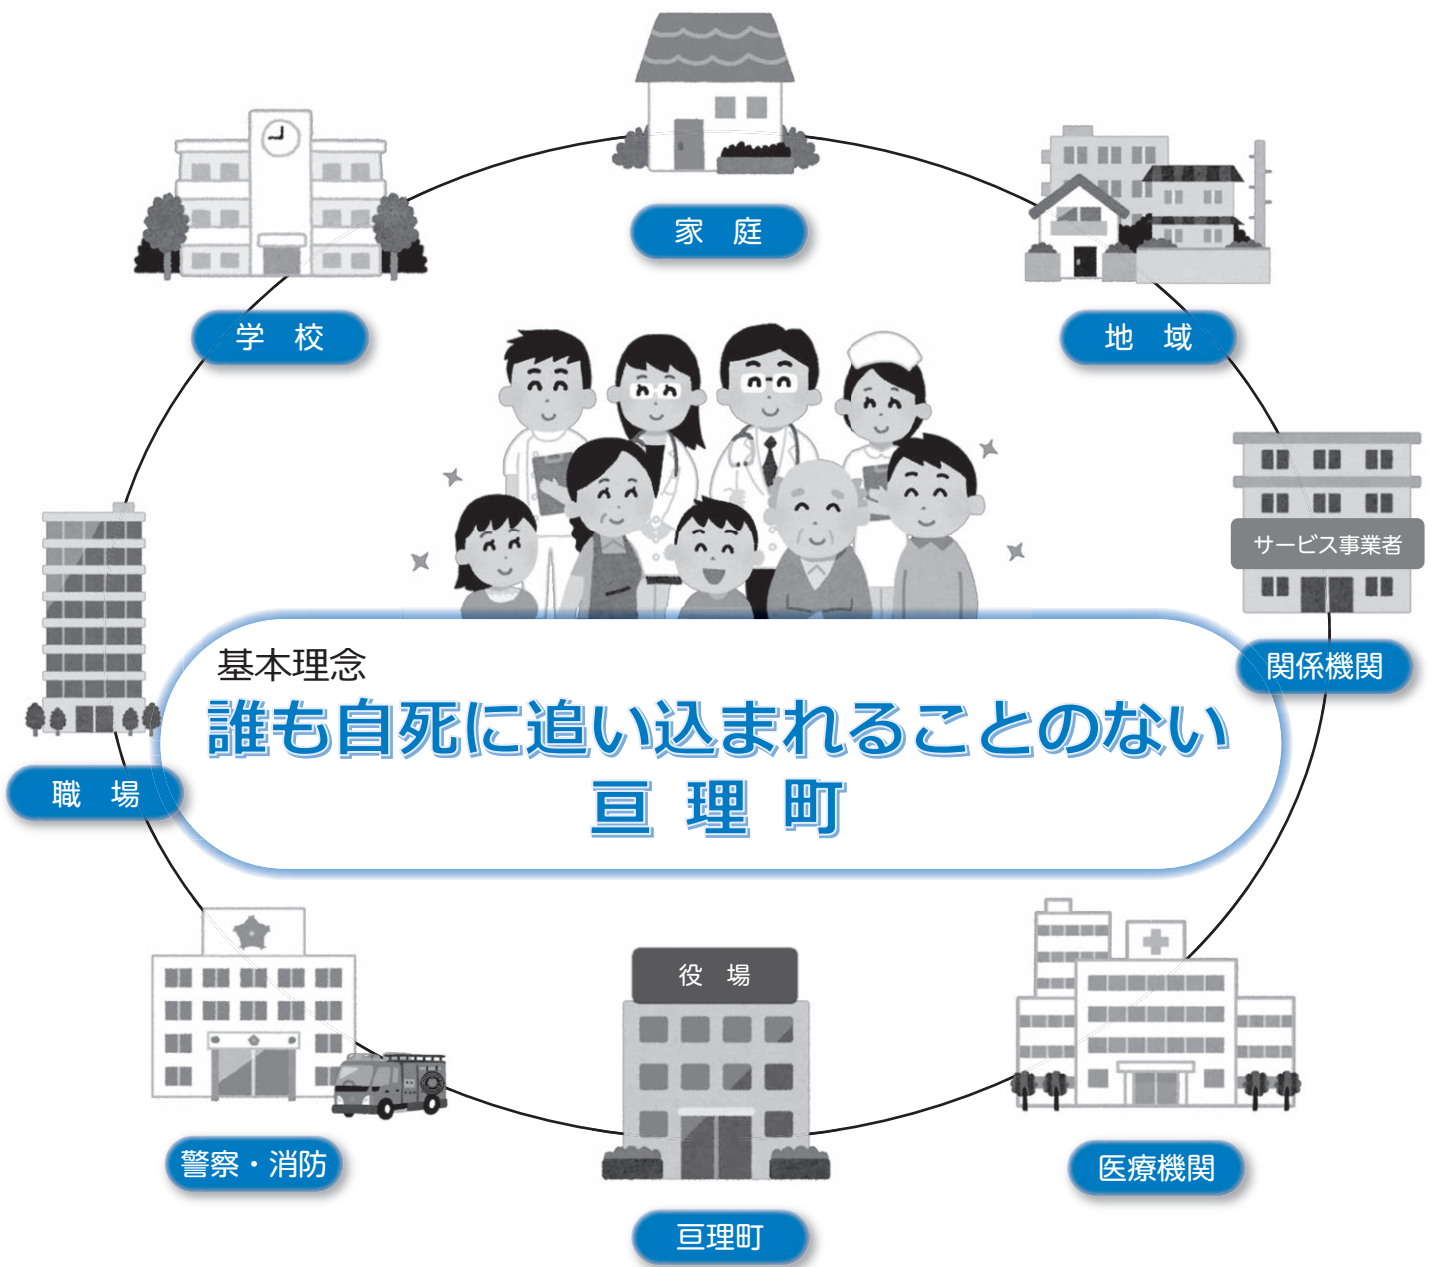 家 庭
学 校
地 域
サービス事業者
関係機関
基本理念
誰も自死に追い込まれることのない
亘 理 町
職 場
役 場
警察・消防
医療機関
亘理町